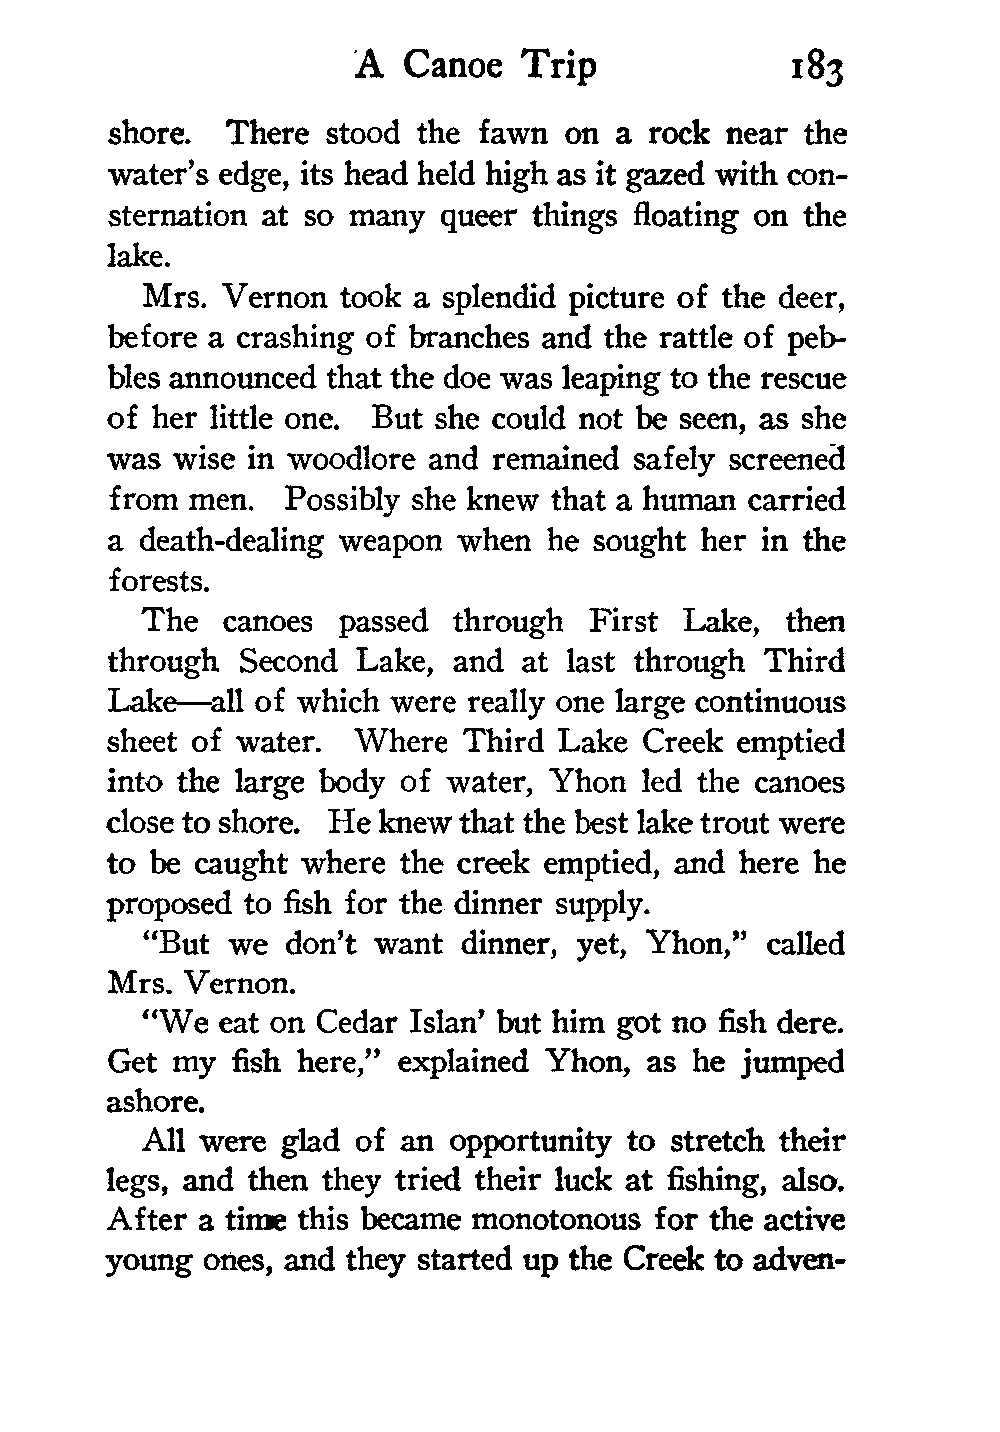 A Canoe Trip 183
shore. There stood the fawn on a rock near the
water's edge, its head held high as it gazed with con-
sternation at so many queer things floating on the
lake.
Mrs. Vernon took a splendid picture of the deer,
before a crashing of branches and the rattle of peb-
bles announced that the doe was leaping to the rescue
of her little one. But she could not be seen, as she
was wise in woodlore and remained safely screened
from men. Possibly she knew that a human carried
a death-dealing weapon when he sought her in the
forests.
The canoes passed through First Lake, then
through Second Lake, and at last through Third
Lake—all of which were really one large continuous
sheet of water. Where Third Lake Creek emptied
into the large body of water, Yhon led the canoes
close to shore. He knew that the best lake trout were
to be caught where the creek emptied, and here he
proposed to fish for the dinner supply.
“But we don't want dinner, yet, Yhon,” called
Mrs. Vernon.
“We eat on Cedar Islan' but him got no fish dere.
Get my fish here,” explained Yhon, as he jumped
ashore.
All were glad of an opportunity to stretch their
legs, and then they tried their luck at fishing, also.
After a time this became monotonous for the active
young ones, and they started up the Creek to adven-